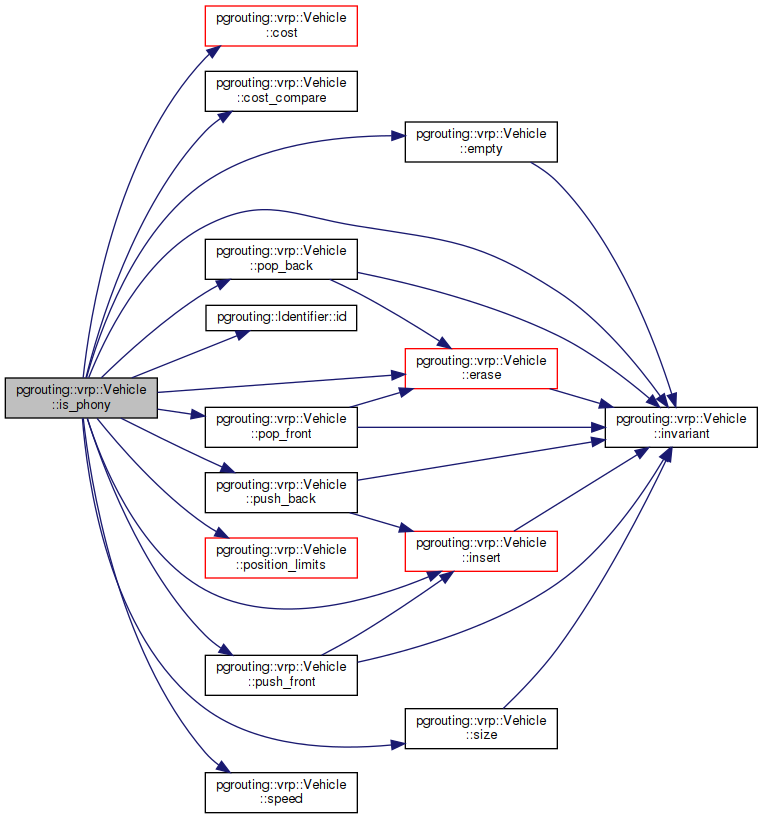 pgrouting::vrp::Vehicle
::cost
pgrouting::vrp::Vehicle
::cost_compare
pgrouting::vrp::Vehicle
::empty
pgrouting::vrp::Vehicle
::pop_back
pgrouting::Identifier::id
pgrouting::vrp::Vehicle
::erase
pgrouting::vrp::Vehicle
::is_phony
pgrouting::vrp::Vehicle
::pop_front
pgrouting::vrp::Vehicle
::invariant
pgrouting::vrp::Vehicle
::push_back
pgrouting::vrp::Vehicle
::position_limits
pgrouting::vrp::Vehicle
::insert
pgrouting::vrp::Vehicle
::push_front
pgrouting::vrp::Vehicle
::size
pgrouting::vrp::Vehicle
::speed